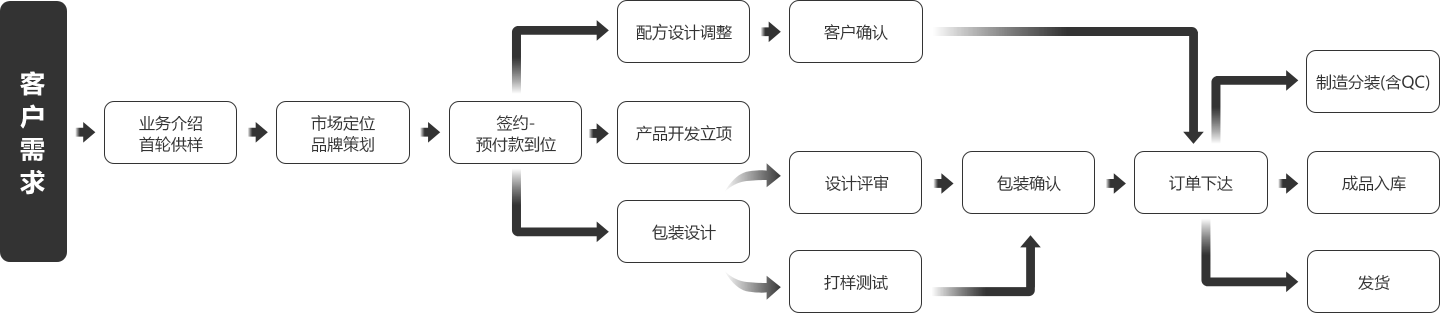 客户需求
业务介绍
首轮供样
市场定位
品牌策划
签约-
预付款到位
配方设计调整
客户确认
产品开发立项
包装设计
设计评审
打样测试
包装确认
订单下达
制造分装(含QC)
成品入库
发货